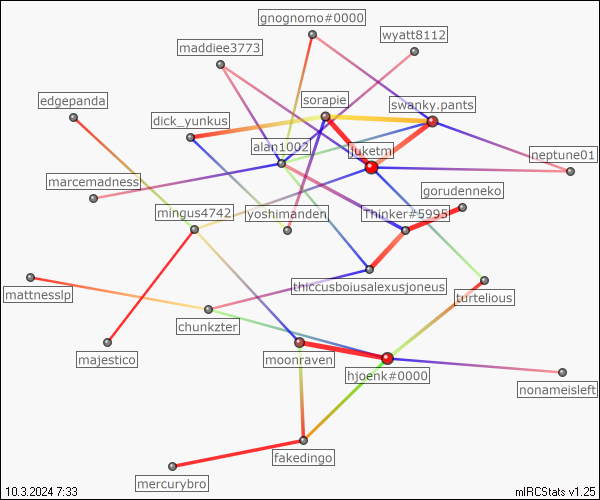 gnognomo#0000
wyatt8112
maddiee3773
edgepanda
sorapie
swanky.pants
dick_yunkus
alan1002
juketm
neptune01
marcemadness
gorudenneko
mingus4742
yoshimanden
Thinker#5995
mattnesslp
thiccusboiusalexusjoneus
turtelious
chunkzter
majestico
moonraven
hjoenk#0000
nonameisleft
fakedingo
mercurybro
10.3.2024 7:33
mIRCStats v1.25